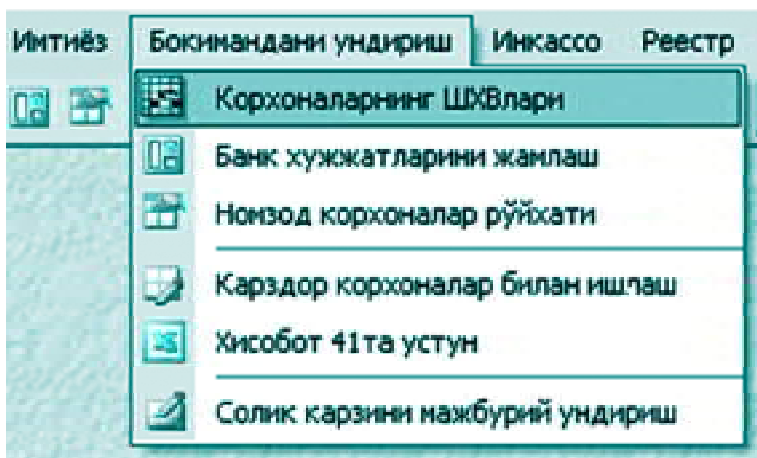 Имтиёз Бокимандани ундириш Инкассо Реестр
Корхоналарнинг ШХВлари
Банк хужжатларини жамлаш
Номзод корхоналар рўйхати
Карздор корхоналар билан ишлаш
Хисобот 41та устун
Солик карзини мажбурий ундириш